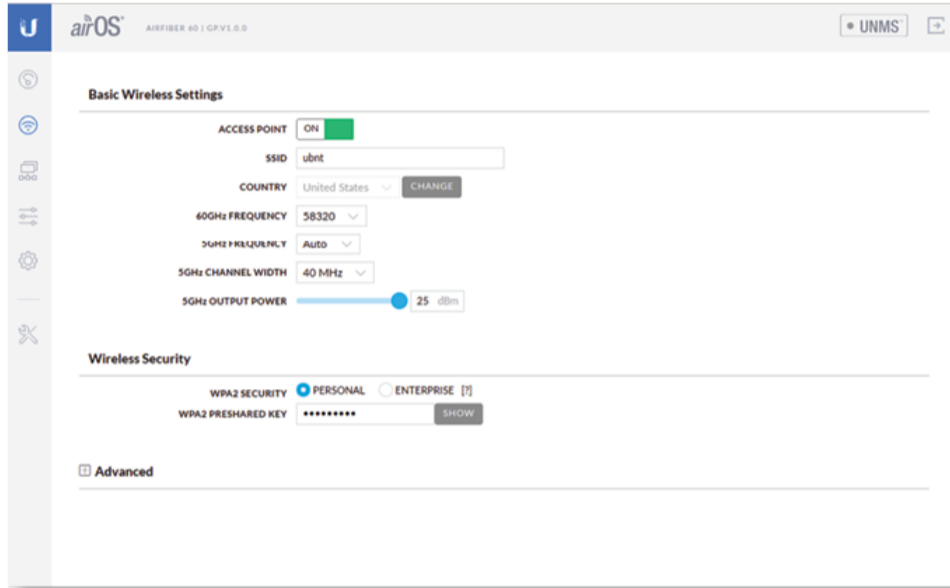 airOS AIRFIBER 60 | GP.V1.0.0 UNMS
Basic Wireless Settings
ACCESS POINT ON
SSID ubnt
COUNTRY United States CHANGE
60GHz FREQUENCY 58320
5GHz FREQUENCY Auto
5GHz CHANNEL WIDTH 40 MHz
5GHz OUTPUT POWER 25 dBm
Wireless Security
WPA2 SECURITY PERSONAL ENTERPRISE [?]
WPA2 PRESHARED KEY ••••••••• SHOW
Advanced